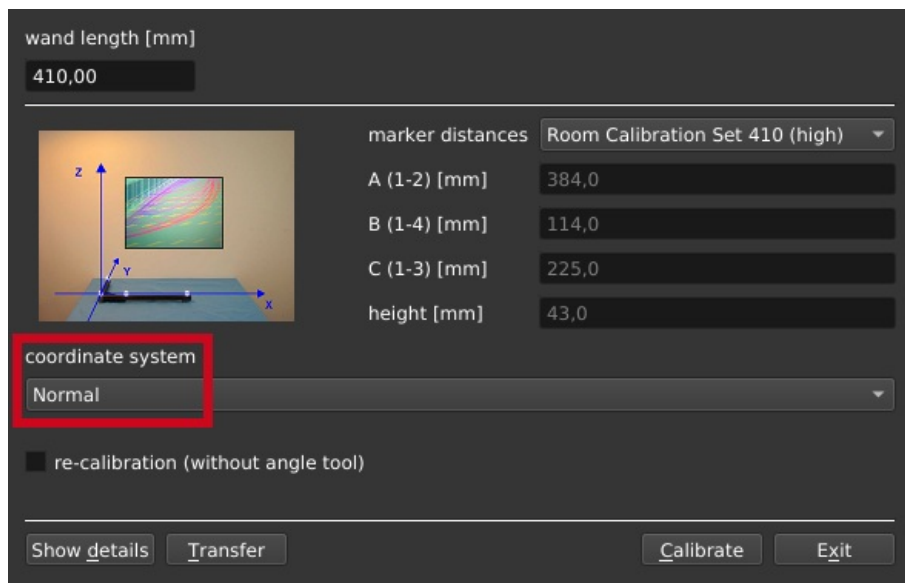 wand length [mm]
410,00
marker distances Room Calibration Set 410 (high)
A (1-2) [mm] 384,0
B (1-4) [mm] 114,0
C (1-3) [mm] 225,0
height [mm] 43,0
Z
Y
X
coordinate system
Normal
re-calibration (without angle tool)
Show details Transfer Calibrate Exit